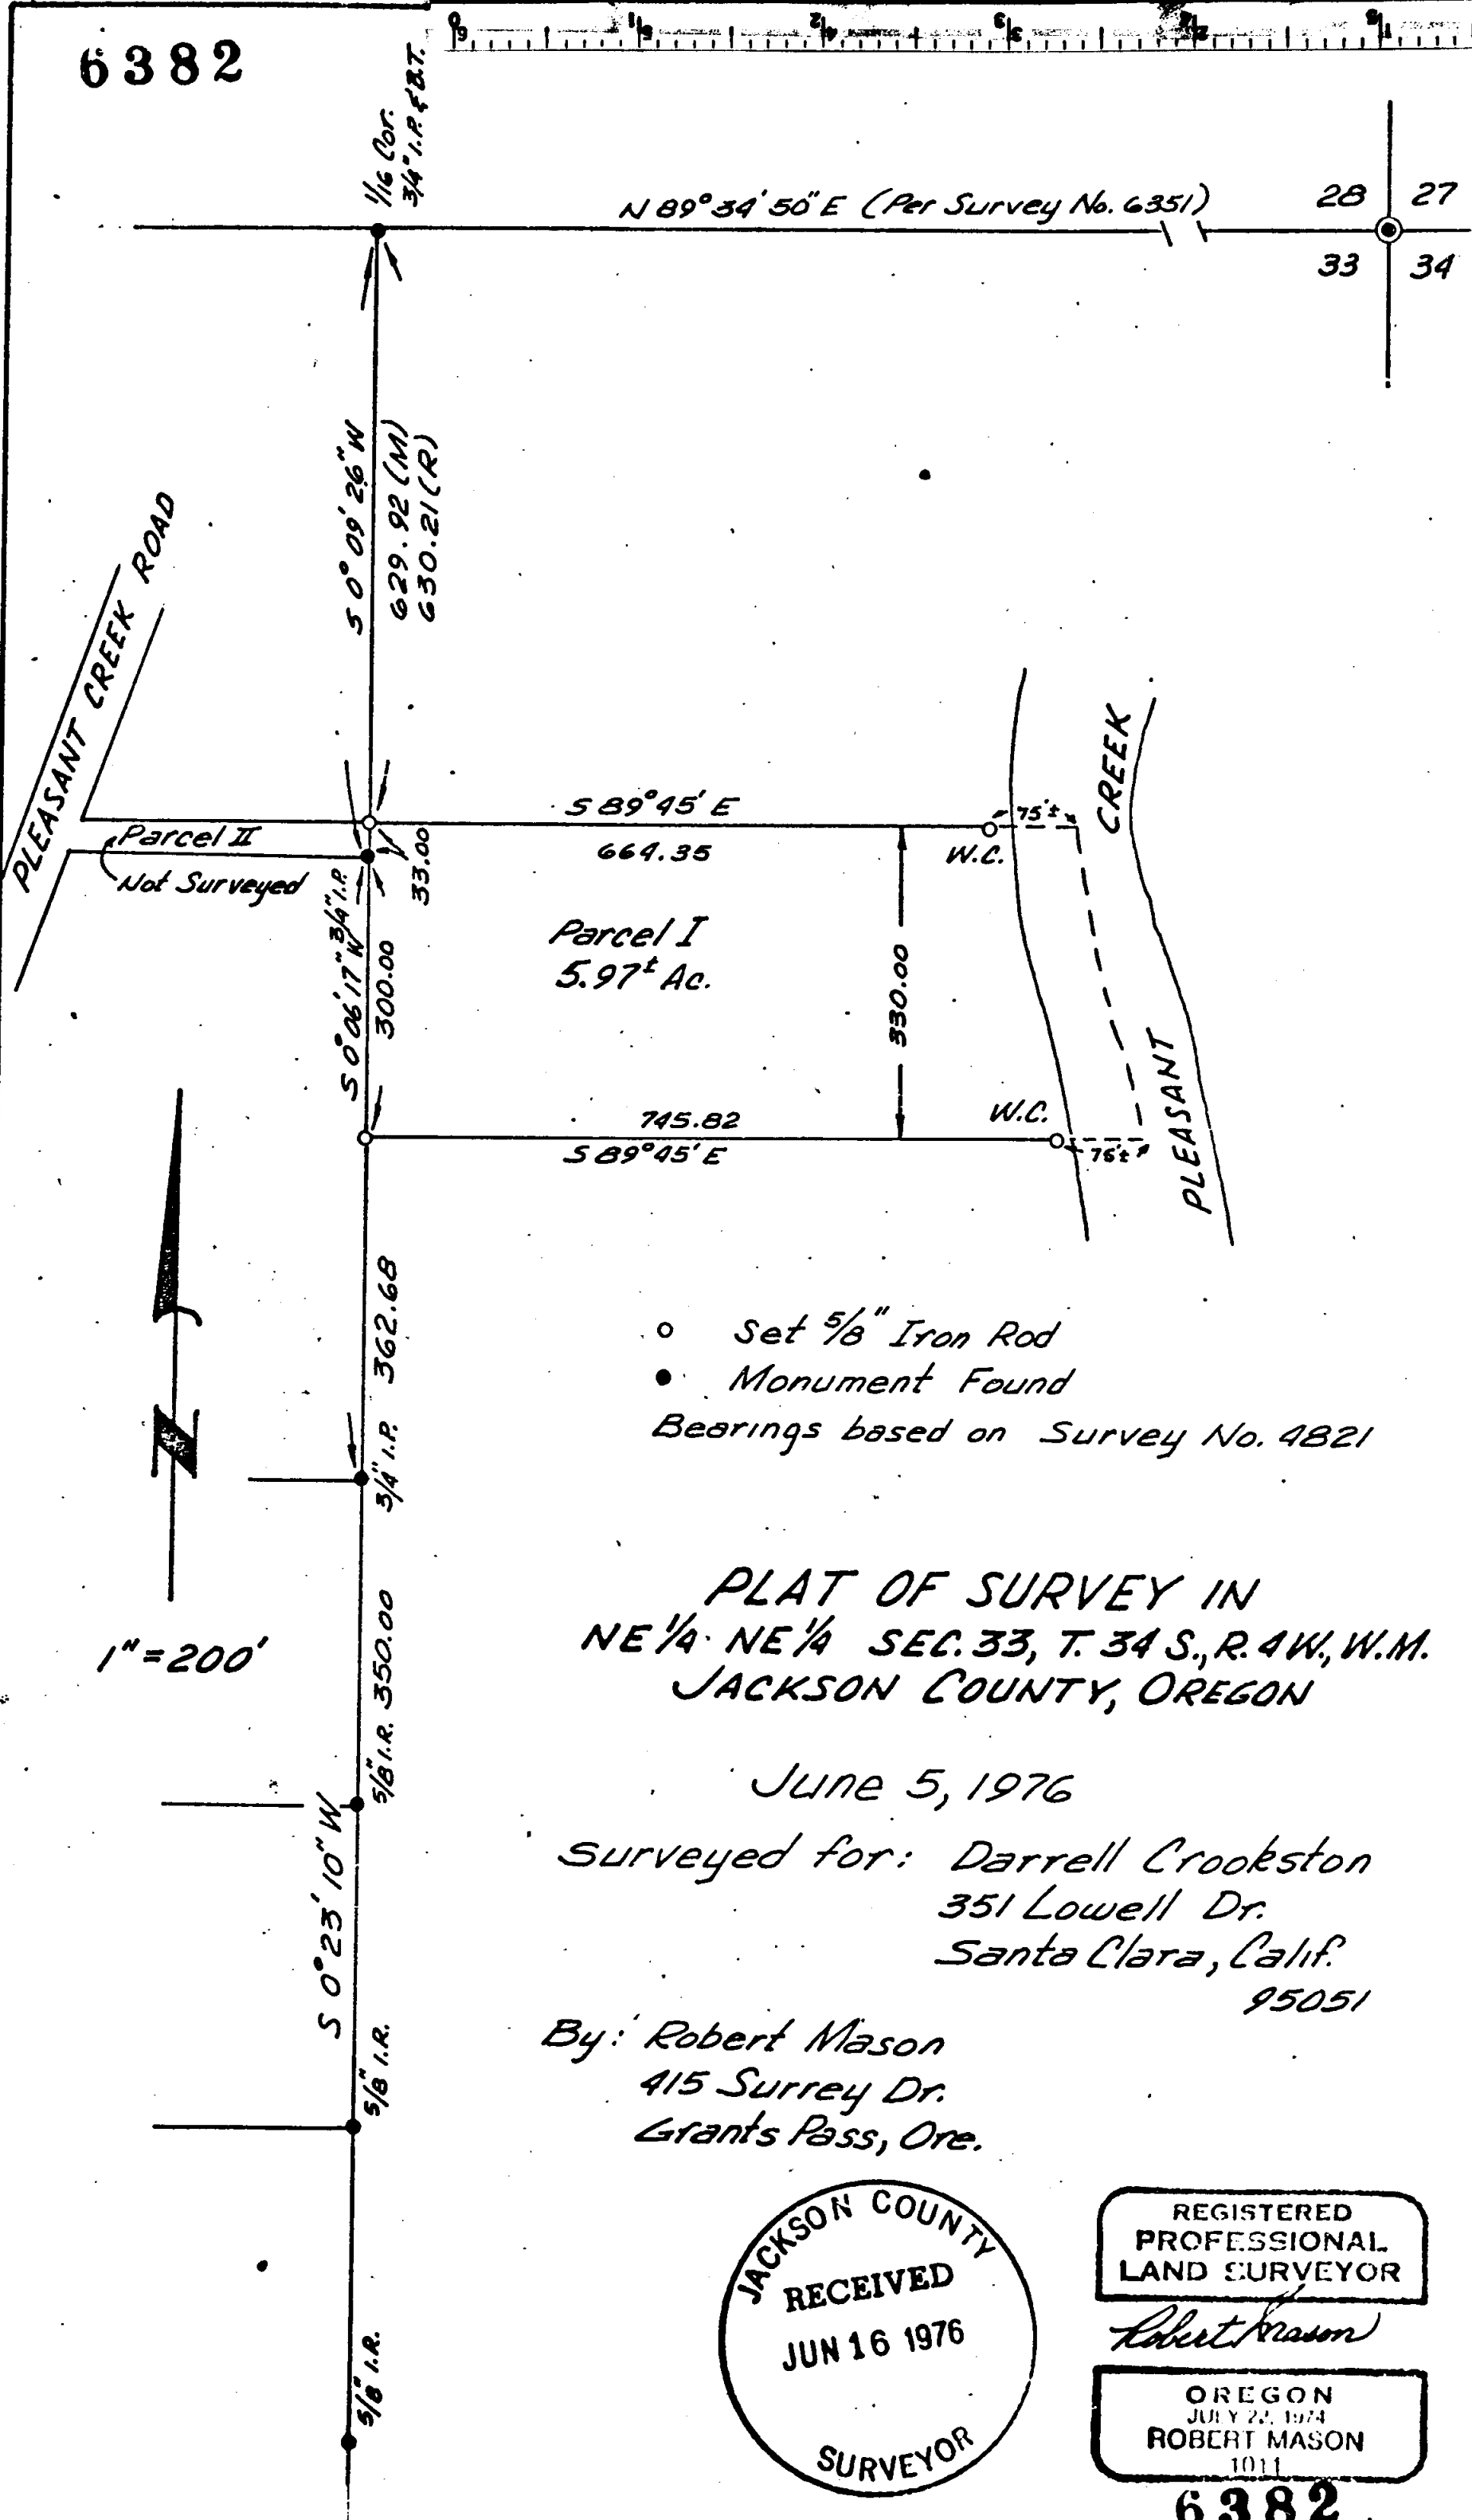 6382
1/16 Cor.
3/4" I.P. & B.T.
N 89° 34' 50" E (Per Survey No. 6351)
28 27
33 34
S 0° 09' 26" W
629.92 (M)
630.21 (R)
PLEASANT CREEK ROAD
Parcel II
Not Surveyed
S 89° 45' E
664.35
33.00
3/4" I.P.
W.C.
75'±
CREEK
PLEASANT
Parcel I
5.97± Ac.
S 0° 06' 17" W
300.00
330.00
745.82
S 89° 45' E
W.C.
75'±
362.68
3/4" I.P.
Set 5/8" Iron Rod
Monument Found
Bearings based on Survey No. 4821
N
1" = 200'
350.00
5/8" I.R.
PLAT OF SURVEY IN
NE 1/4 NE 1/4 SEC. 33, T. 34 S., R. 4 W., W.M.
JACKSON COUNTY, OREGON
June 5, 1976
S 0° 23' 10" W
Surveyed for: Darrell Crookston
351 Lowell Dr.
Santa Clara, Calif.
95051
5/8" I.R.
By: Robert Mason
415 Surrey Dr.
Grants Pass, Ore.
5/8" I.R.
JACKSON COUNTY
RECEIVED
JUN 16 1976
SURVEYOR
REGISTERED
PROFESSIONAL
LAND SURVEYOR
Robert Mason
OREGON
JULY 22, 1974
ROBERT MASON
1011
6382